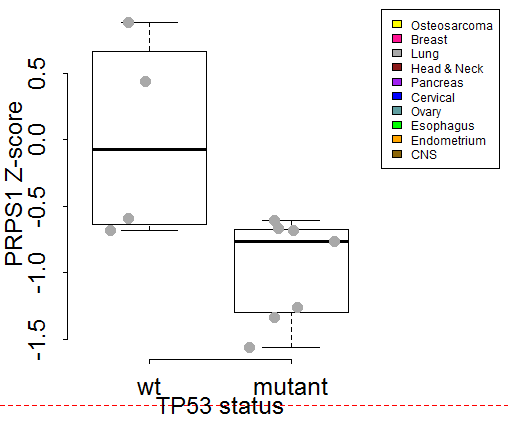 Osteosarcoma
Breast
Lung
Head & Neck
Pancreas
Cervical
Ovary
Esophagus
Endometrium
CNS
PRPS1 Z-score
0.5
0.0
-0.5
-1.0
-1.5
wt
mutant
TP53 status